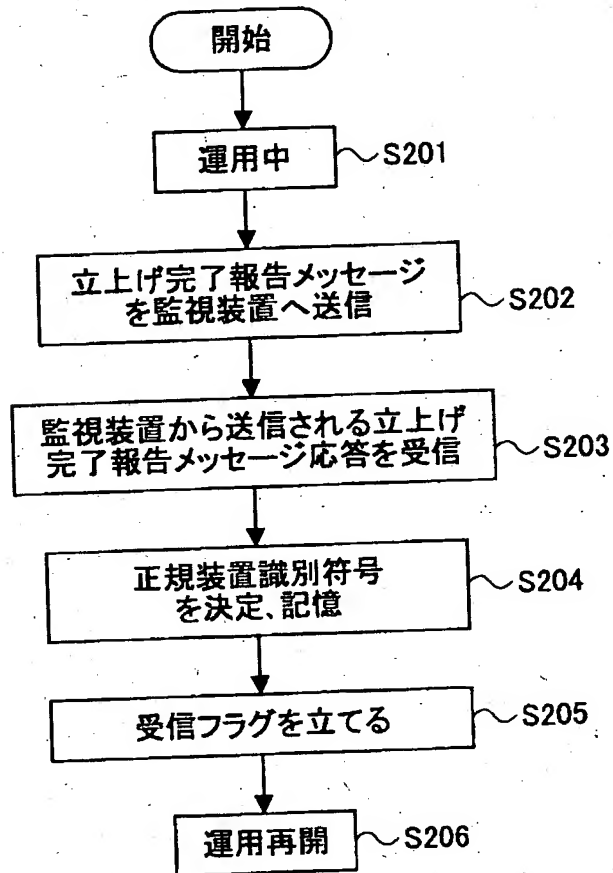 開始
運用中
S201
立上げ完了報告メッセージ
を監視装置へ送信
S202
監視装置から送信される立上げ
完了報告メッセージ応答を受信
S203
正規装置識別符号
を決定、記憶
S204
受信フラグを立てる
S205
運用再開
S206